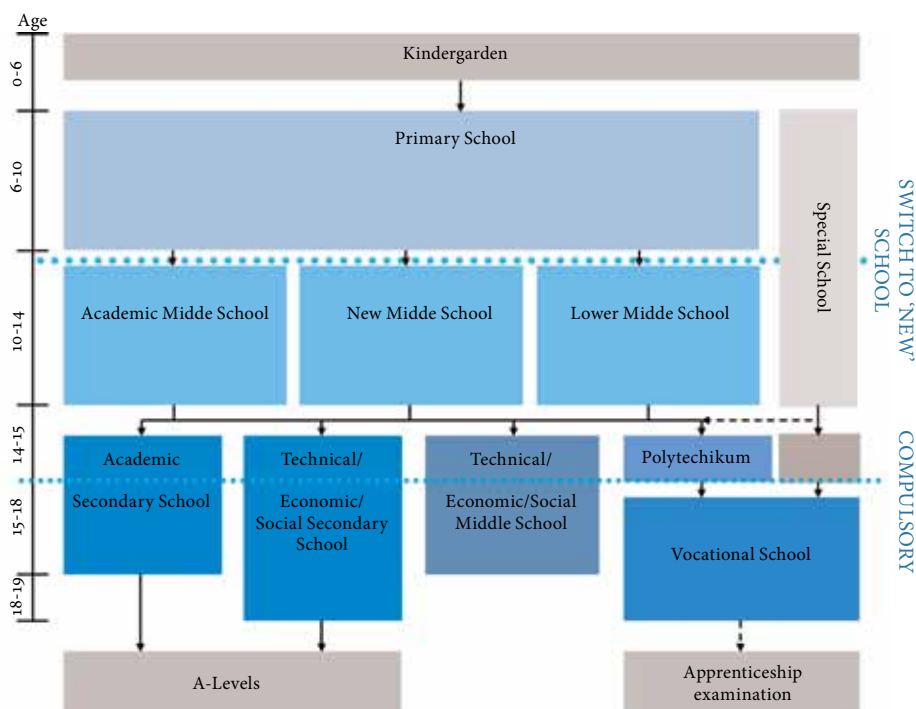 Age
Kindergarden
0-6
Primary School
6-10
Special School
SWITCH TO ‘NEW’
SCHOOL
Academic Midde School
New Midde School
Lower Midde School
10-14
14-15
Academic
Secondary School
Technical/
Economic/
Social Secondary
School
Technical/
Economic/Social
Middle School
Polytechikum
COMPULSORY
15-18
Vocational School
18-19
A-Levels
Apprenticeship
examination